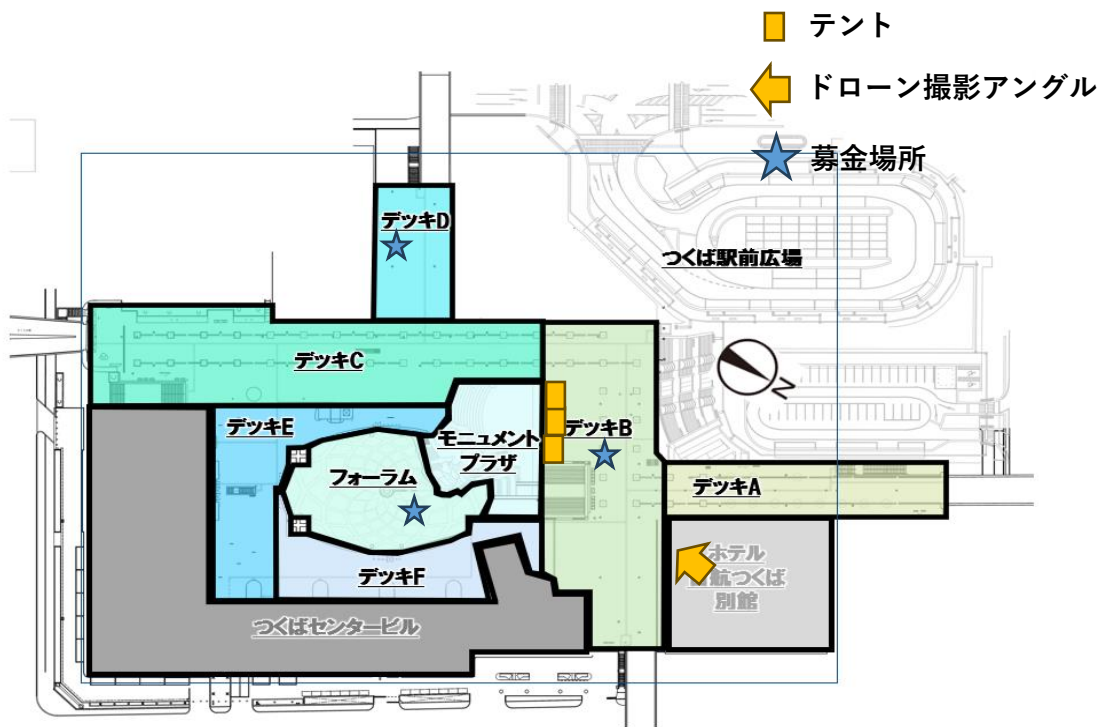 テント
ドローン撮影アングル
募金場所
デッキD
つくば駅前広場
デッキC
N
デッキE
デッキB
モニュメント
プラザ
フォーラム
デッキA
デッキF
ホテル
航つくば
別館
つくばセンタービル